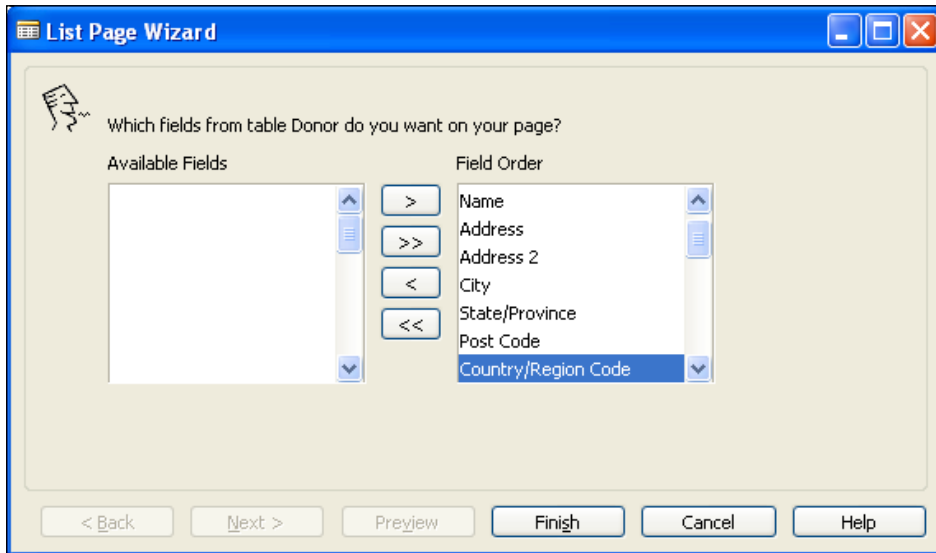 List Page Wizard
Which fields from table Donor do you want on your page?
Available Fields
Field Order
>
>>
<
<<
Name
Address
Address 2
City
State/Province
Post Code
Country/Region Code
< Back
Next >
Preview
Finish
Cancel
Help